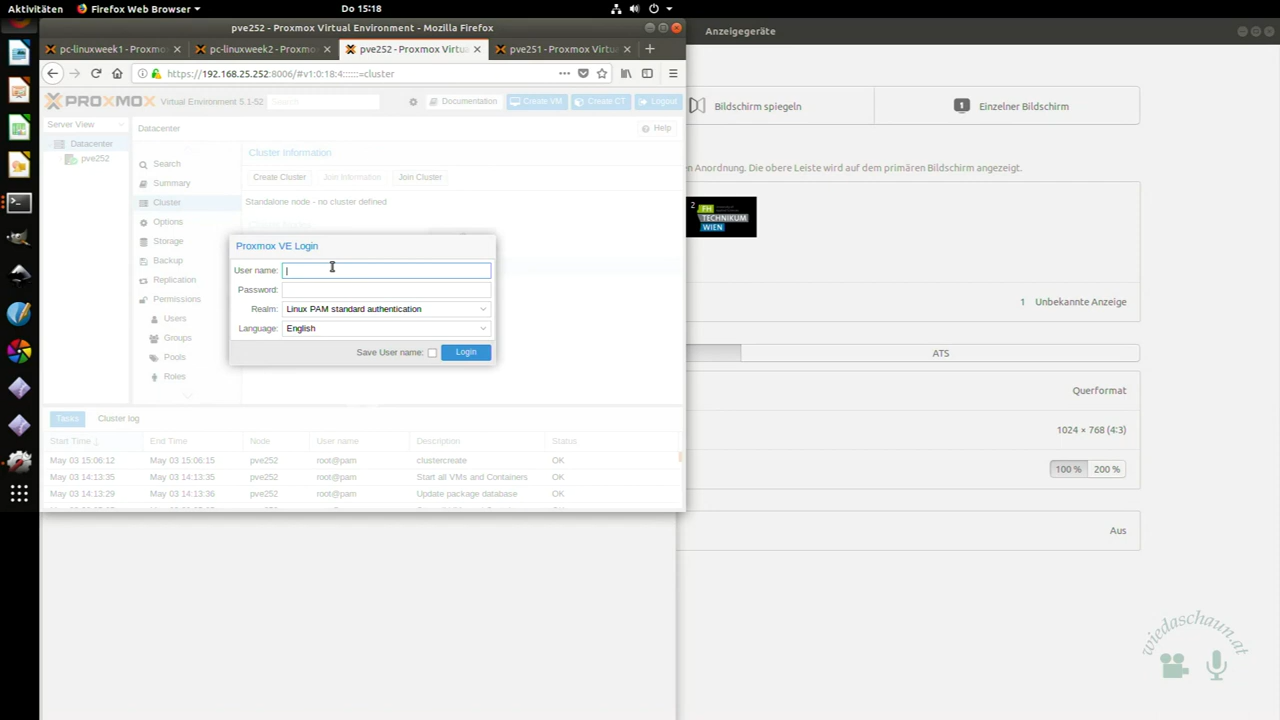 Aktivitäten Firefox Web Browser Do 15:18
pve252 - Proxmox Virtual Environment - Mozilla Firefox
Anzeigegeräte
pc-linuxweek1 - Proxmo
pc-linuxweek2 - Proxmo
pve252 - Proxmox Virtua
pve251 - Proxmox Virtu
https://192.168.25.252:8006/#v1:0:18:4::::::=cluster
PROXMOX Virtual Environment 5.1-52 Search Documentation Create VM Create CT Logout
Bildschirm spiegeln
1 Einzelner Bildschirm
Server View
Datacenter
Help
Datacenter
pve252
Search
Summary
Cluster
Options
Storage
Backup
Replication
Permissions
Users
Groups
Pools
Roles
Cluster Information
Create Cluster Join Information Join Cluster
Standalone node - no cluster defined
Proxmox VE Login
User name:
Password:
Realm: Linux PAM standard authentication
Language: English
Save User name: Login
Tasks Cluster log
Start Time End Time Node User name Description Status
May 03 15:06:12 May 03 15:06:15 pve252 root@pam clustercreate OK
May 03 14:13:35 May 03 14:13:35 pve252 root@pam Start all VMs and Containers OK
May 03 14:13:29 May 03 14:13:36 pve252 root@pam Update package database OK
en Anordnung. Die obere Leiste wird auf dem primären Bildschirm angezeigt.
2
FH
TECHNIKUM
WIEN
1 Unbekannte Anzeige
ATS
Querformat
1024 × 768 (4:3)
100 % 200 %
Aus
wiedaschaun.at